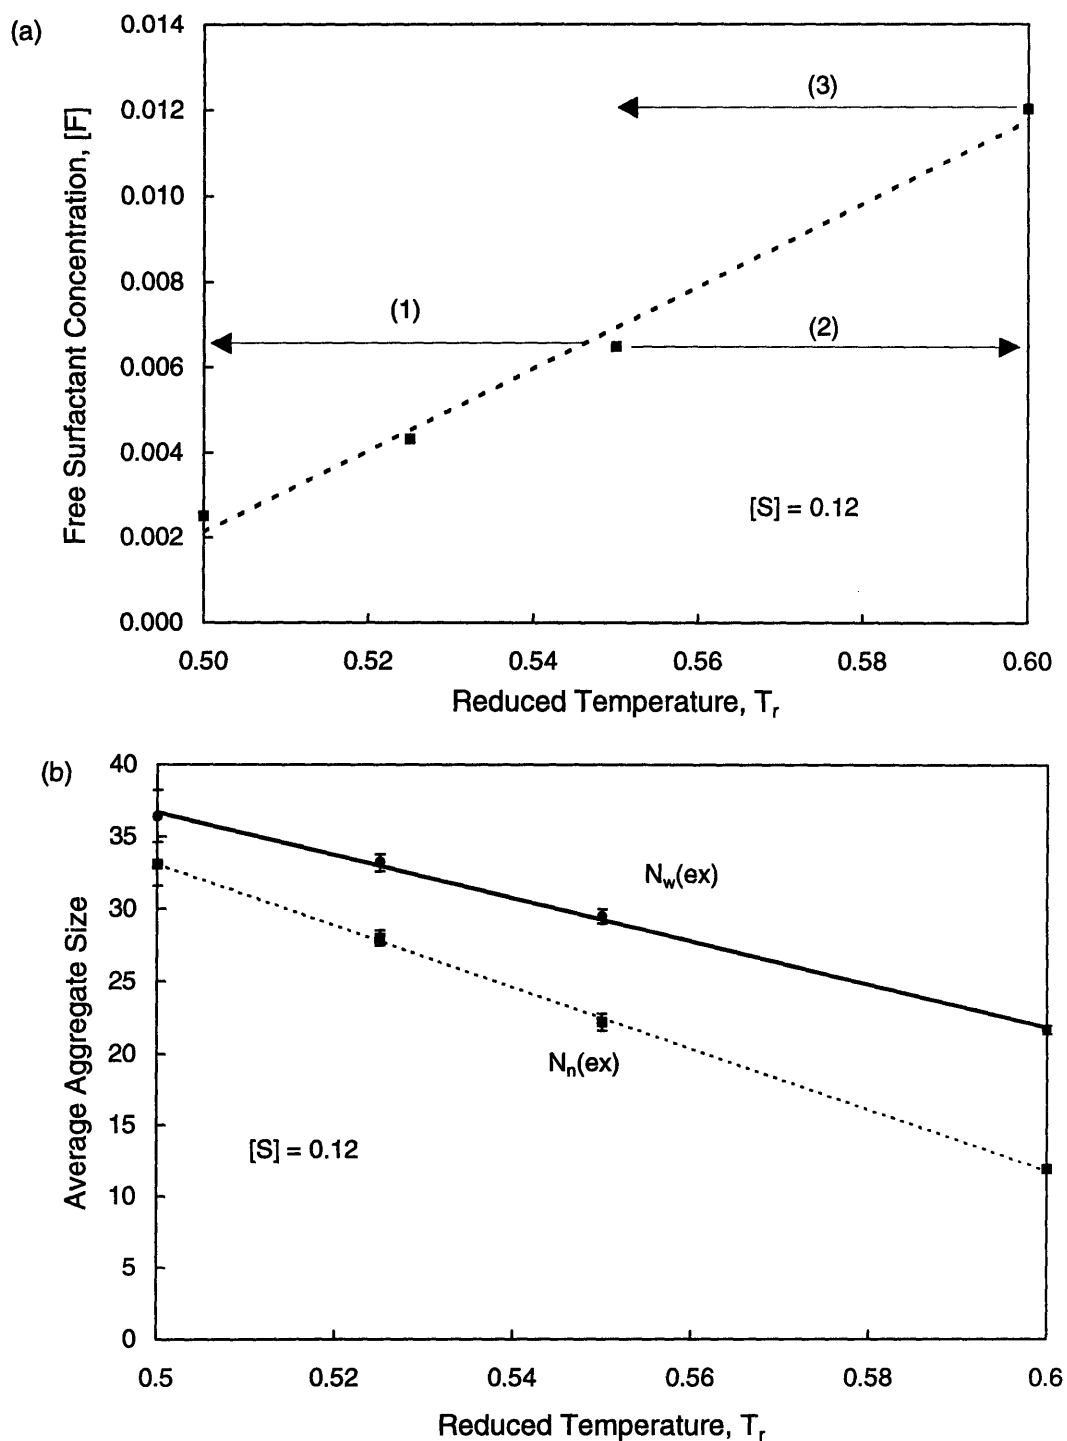 (a)
Free Surfactant Concentration, [F]
0.014
0.012
0.010
0.008
0.006
0.004
0.002
0.000
(3)
(1)
(2)
[S] = 0.12
0.50 0.52 0.54 0.56 0.58 0.60
Reduced Temperature, Tr
(b)
Average Aggregate Size
40
35
30
25
20
15
10
5
0
Nw(ex)
Nn(ex)
[S] = 0.12
0.5 0.52 0.54 0.56 0.58 0.6
Reduced Temperature, Tr